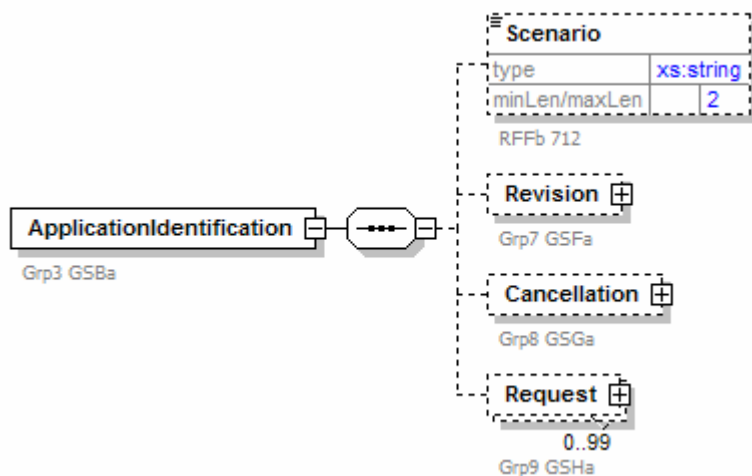 Scenario
type xs:string
minLen/maxLen 2
RFFb 712
Revision
Grp7 GSFa
ApplicationIdentification
Grp3 GSBa
Cancellation
Grp8 GSGa
Request
0..99
Grp9 GSHa